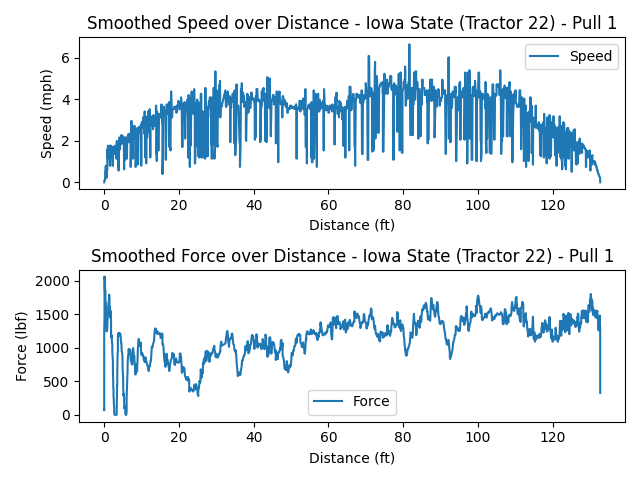 Smoothed Speed over Distance - Iowa State (Tractor 22) - Pull 1
Speed (mph)
6
4
2
0
Speed
0 20 40 60 80 100 120
Distance (ft)
Smoothed Force over Distance - Iowa State (Tractor 22) - Pull 1
Force (lbf)
2000
1500
1000
500
0
Force
0 20 40 60 80 100 120
Distance (ft)